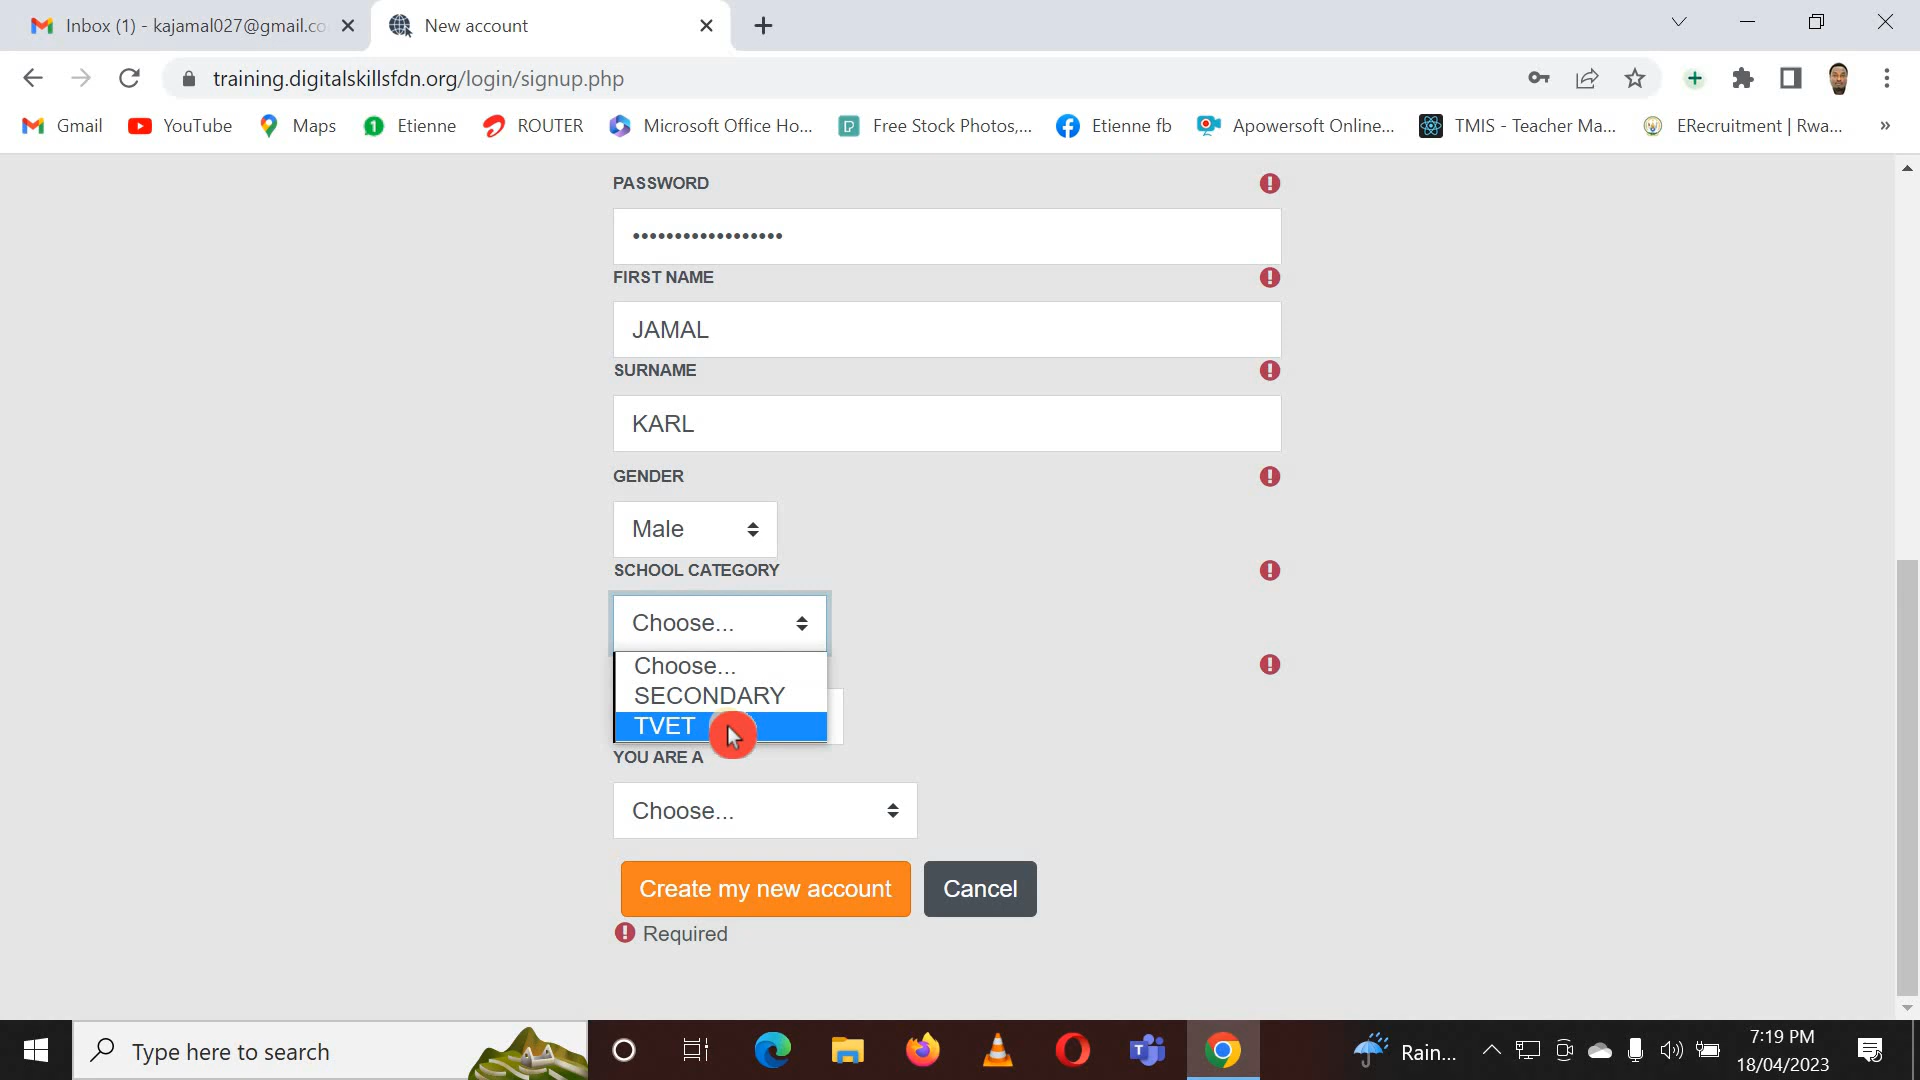 Inbox (1) - kajamal027@gmail.co
New account
training.digitalskillsfdn.org/login/signup.php
Gmail
YouTube
Maps
Etienne
ROUTER
Microsoft Office Ho...
Free Stock Photos,...
Etienne fb
Apowersoft Online...
TMIS - Teacher Ma...
ERecruitment | Rwa...
»
PASSWORD
••••••••••••••••••
FIRST NAME
JAMAL
SURNAME
KARL
GENDER
Male
SCHOOL CATEGORY
Choose...
Choose...
SECONDARY
TVET
YOU ARE A
Choose...
Create my new account
Cancel
Required
Type here to search
Rain...
7:19 PM
18/04/2023